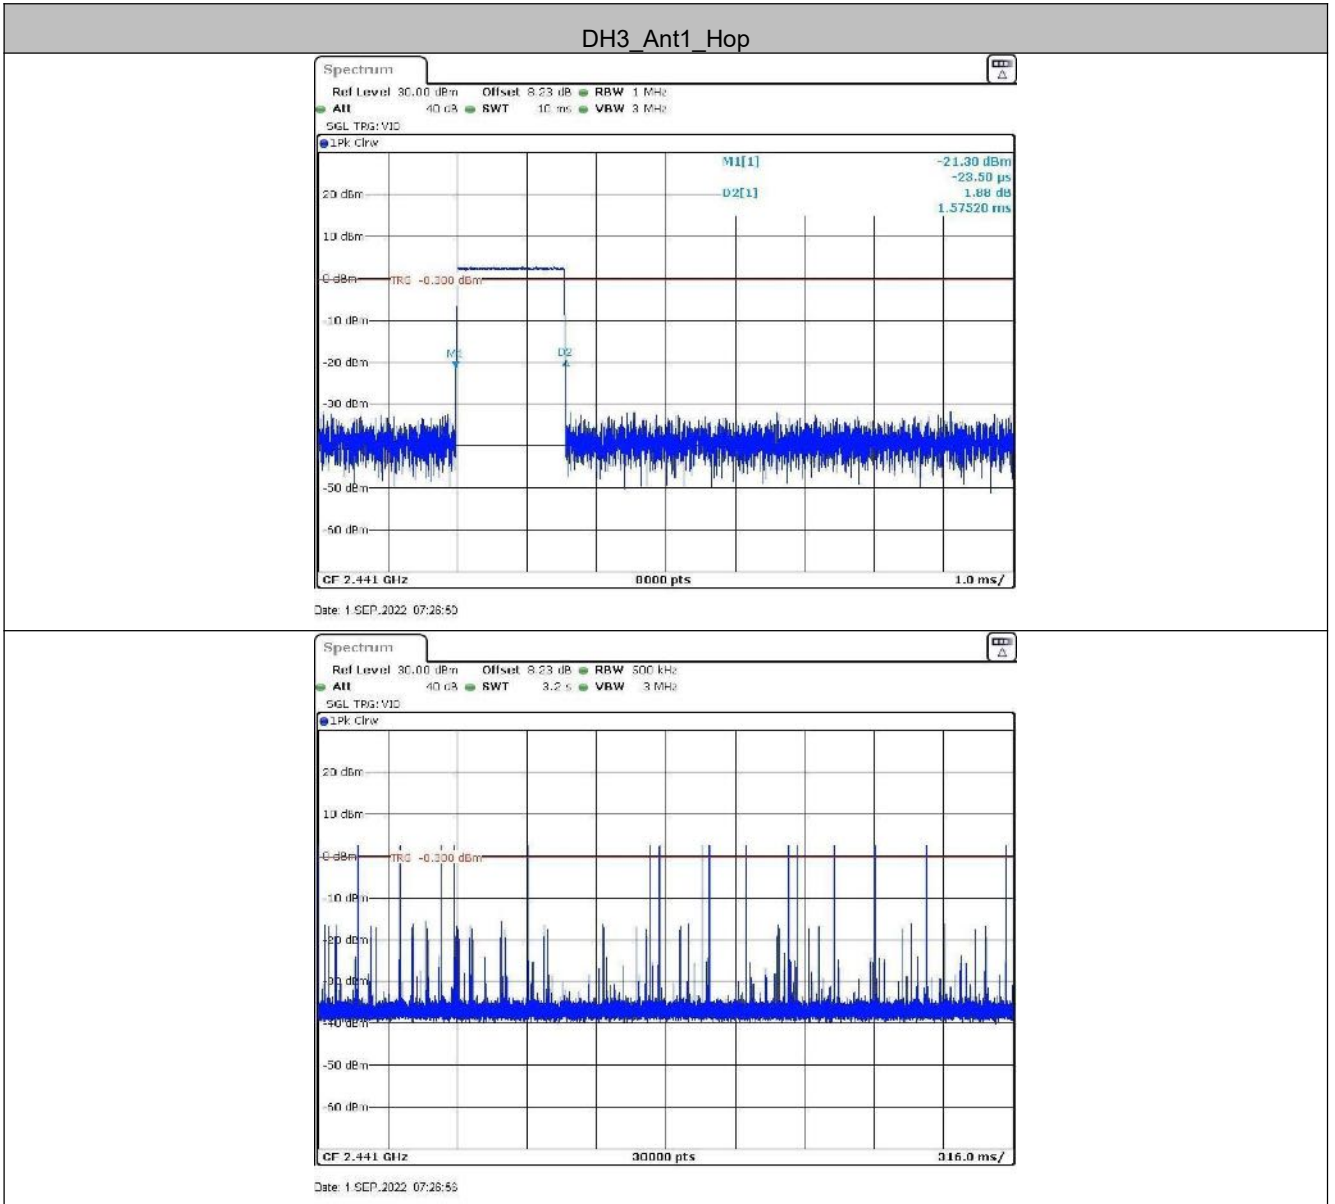 DH3_Ant1_Hop
Spectrum
Ref Level 30.00 dBm Offset 8.23 dB RBW 1 MHz
Att 40 dB SWT 10 ms VBW 3 MHz
SGL TRG: VID
1Pk Clrw
M1[1] -21.30 dBm
-23.50 µs
D2[1] 1.88 dB
1.57520 ms
20 dBm
10 dBm
0 dBm
TRG -0.300 dBm
-10 dBm
M1 D2
-20 dBm
-30 dBm
-50 dBm
-60 dBm
CF 2.441 GHz 8000 pts 1.0 ms/
Date: 1.SEP.2022 07:26:50
Spectrum
Ref Level 30.00 dBm Offset 8.23 dB RBW 500 kHz
Att 40 dB SWT 3.2 s VBW 3 MHz
SGL TRG: VID
1Pk Clrw
20 dBm
10 dBm
0 dBm
TRG -0.300 dBm
-10 dBm
-20 dBm
-30 dBm
-40 dBm
-50 dBm
-60 dBm
CF 2.441 GHz 30000 pts 316.0 ms/
Date: 1.SEP.2022 07:26:56